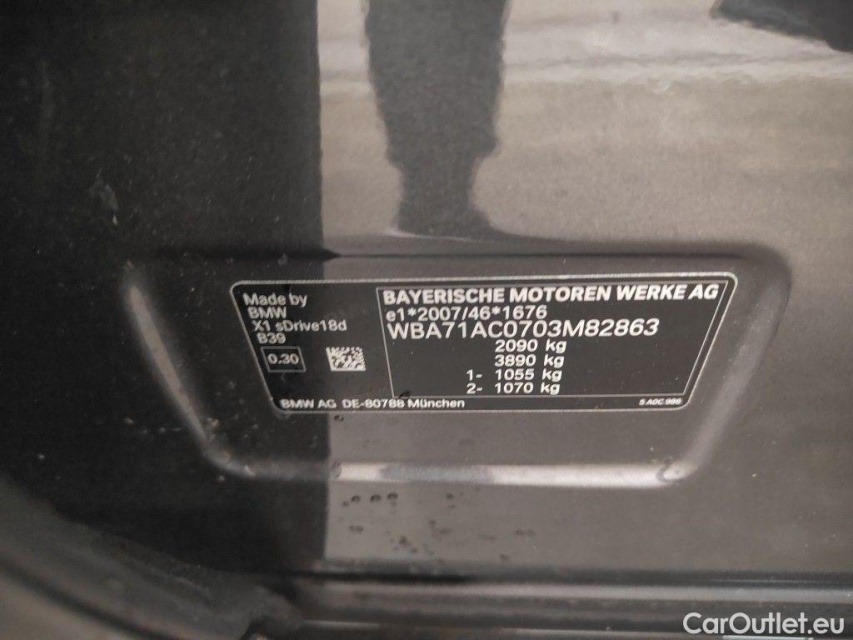 Made by
BMW
X1 sDrive18d
B39
0.30
BAYERISCHE MOTOREN WERKE AG
e1*2007/46*1676
WBA71AC0703M82863
2090 kg
3890 kg
1- 1055 kg
2- 1070 kg
BMW AG DE-80788 München
CarOutlet.eu